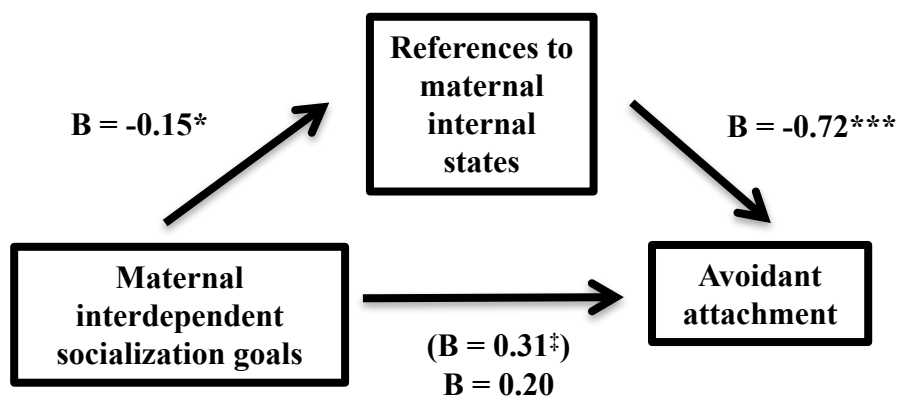 References to
maternal
internal
states
B = -0.15*
B = -0.72***
Maternal
interdependent
socialization goals
Avoidant
attachment
(B = 0.31‡)
B = 0.20